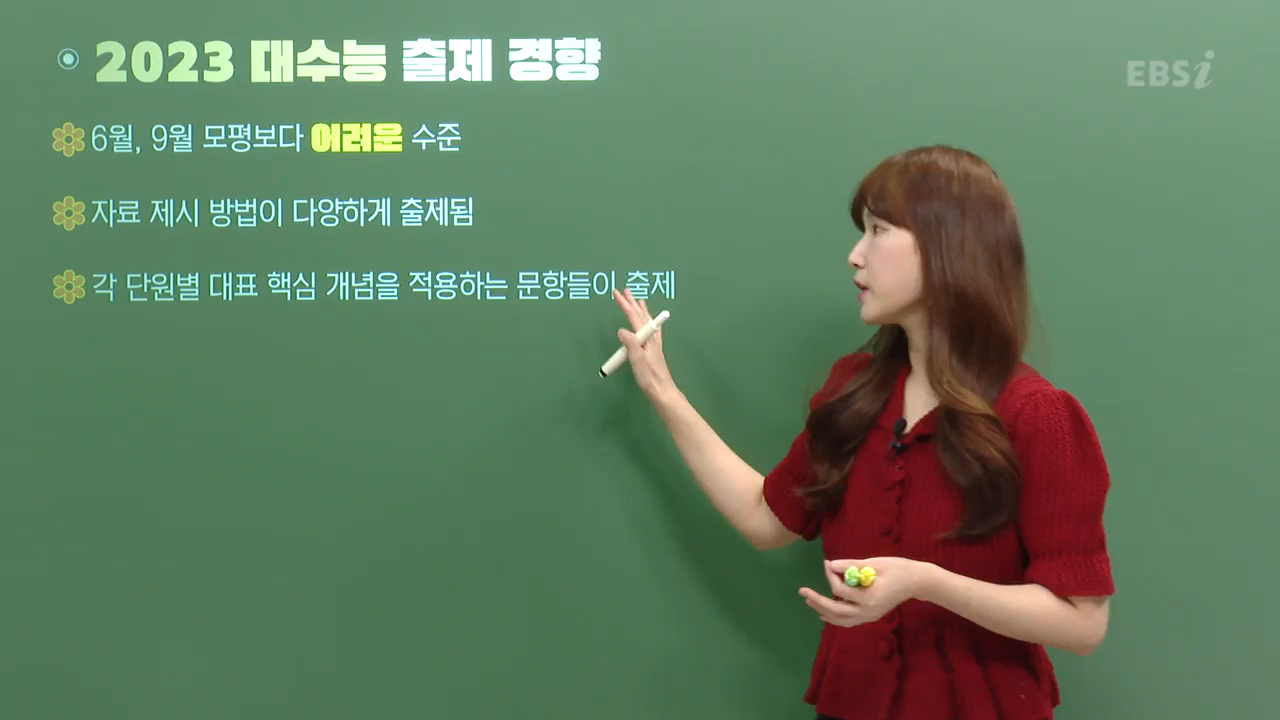 2023 대수능 출제 경향
EBSi
6월, 9월 모평보다 어려운 수준
자료 제시 방법이 다양하게 출제됨
각 단원별 대표 핵심 개념을 적용하는 문항들이 출제